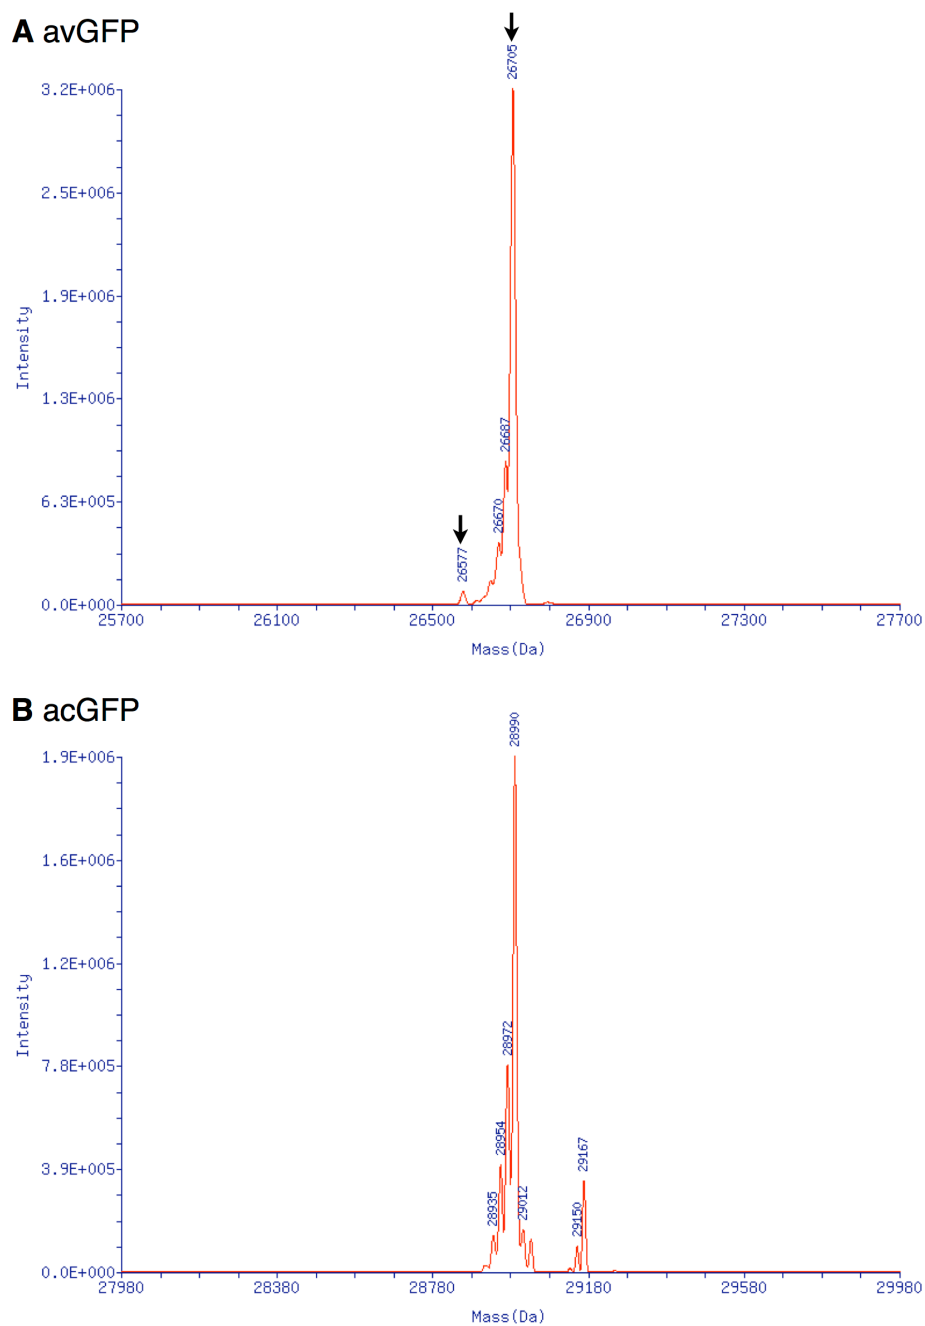 A avGFP
26705
3.2E+006
2.5E+006
1.9E+006
Intensity
1.3E+006
26687
6.3E+005
26670
26577
0.0E+000
25700 26100 26500 26900 27300 27700
Mass(Da)
B acGFP
28990
1.9E+006
1.6E+006
1.2E+006
Intensity
28972
7.8E+005
28954
29167
3.9E+005
28935
29012
29150
0.0E+000
27980 28380 28780 29180 29580 29980
Mass(Da)